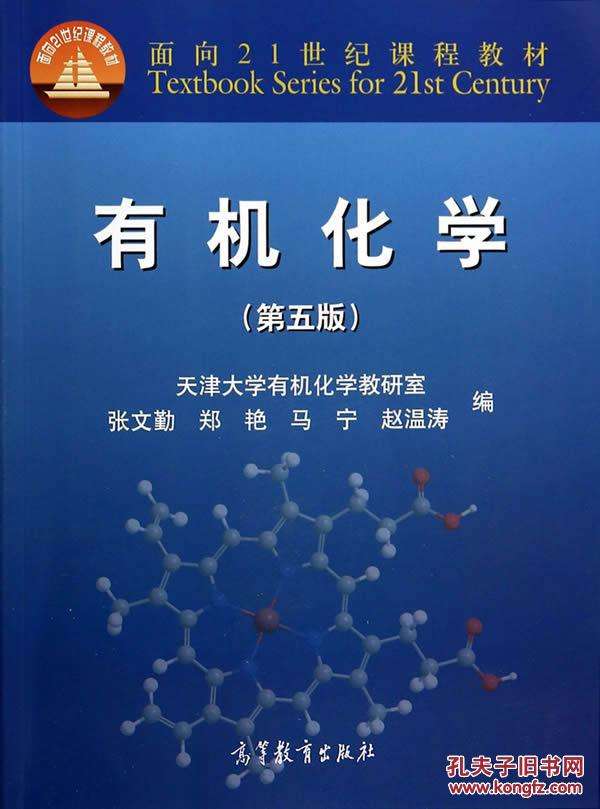 面向21世纪课程教材
面向21世纪课程教材
Textbook Series for 21st Century
有机化学
(第五版)
天津大学有机化学教研室
张文勤 郑艳 马宁 赵温涛 编
高等教育出版社
孔夫子旧书网
www.kongfz.com